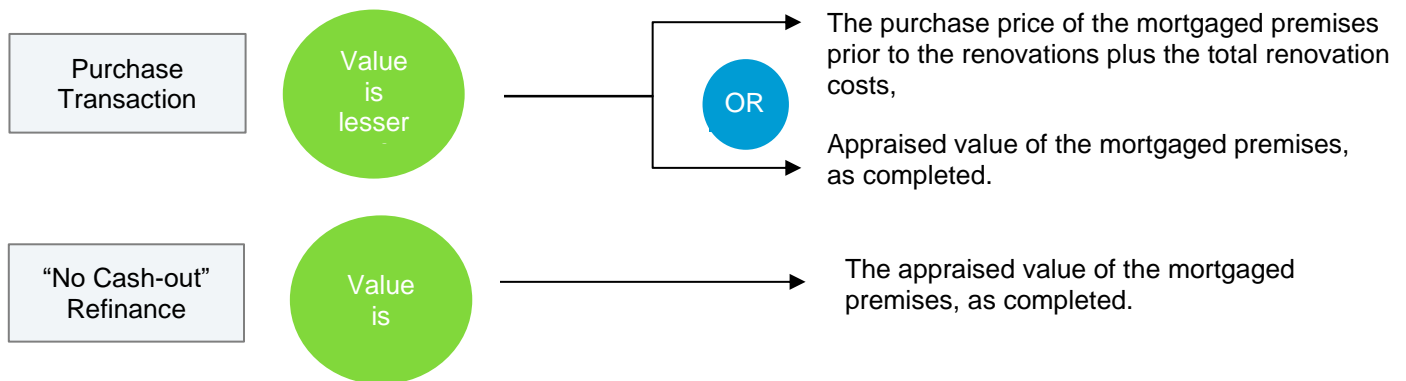 Purchase
Transaction
Value
is
lesser
OR
The purchase price of the mortgaged premises
prior to the renovations plus the total renovation
costs,
Appraised value of the mortgaged premises,
as completed.
“No Cash-out”
Refinance
Value
is
The appraised value of the mortgaged
premises, as completed.